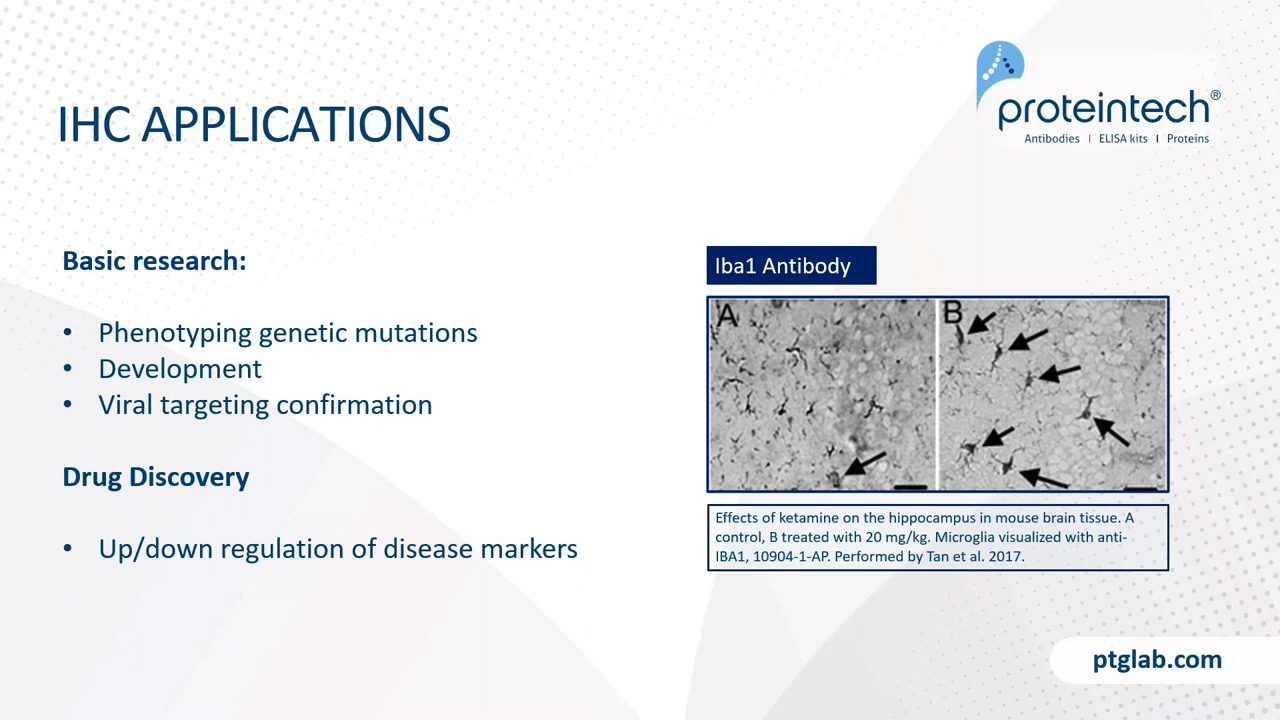 IHC APPLICATIONS
proteintech®
Antibodies | ELISA kits | Proteins
Basic research:
• Phenotyping genetic mutations
• Development
• Viral targeting confirmation
Drug Discovery
• Up/down regulation of disease markers
Iba1 Antibody
A B
Effects of ketamine on the hippocampus in mouse brain tissue. A
control, B treated with 20 mg/kg. Microglia visualized with anti-
IBA1, 10904-1-AP. Performed by Tan et al. 2017.
ptglab.com